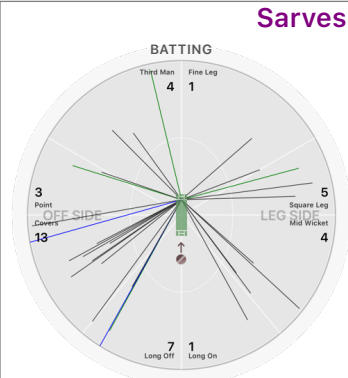 Sarves
BATTING
Third Man
4
Fine Leg
1
3
Point
Covers
13
OFF SIDE
5
Square Leg
LEG SIDE
Mid Wicket
4
7
Long Off
1
Long On